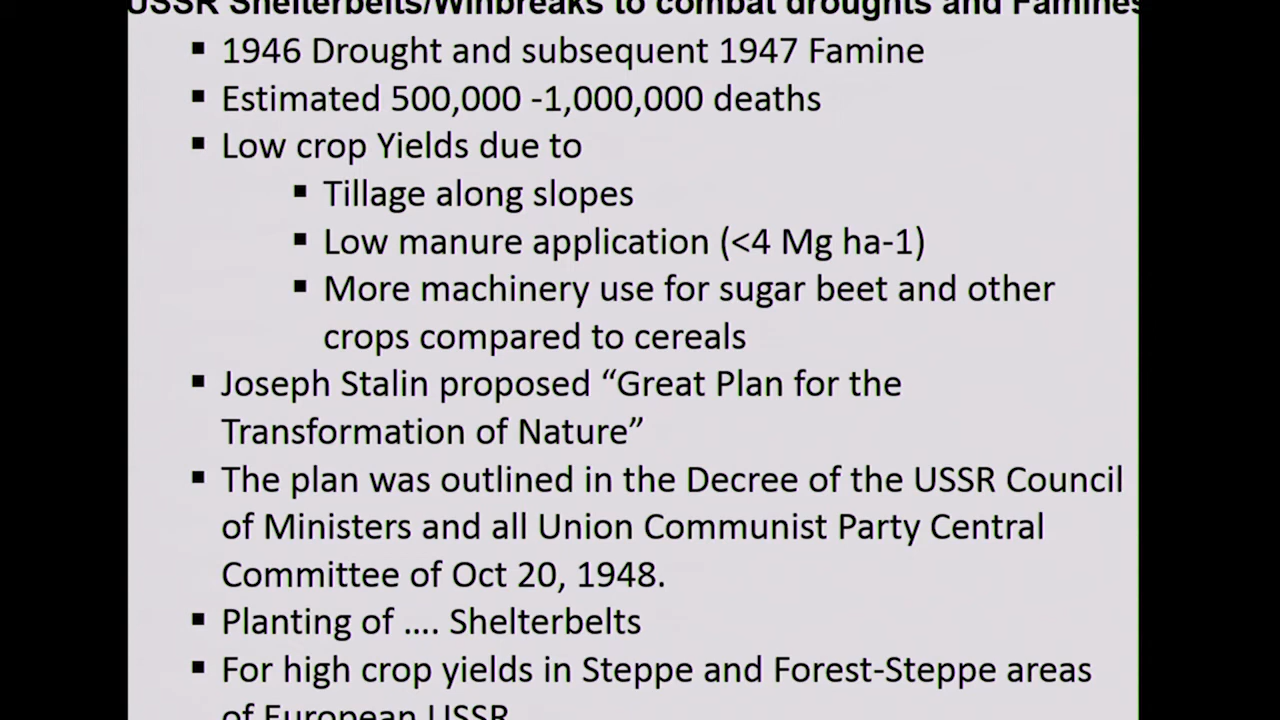 USSR Shelterbelts/Winbreaks to combat droughts and Famines
▪ 1946 Drought and subsequent 1947 Famine
▪ Estimated 500,000 -1,000,000 deaths
▪ Low crop Yields due to
▪ Tillage along slopes
▪ Low manure application (<4 Mg ha-1)
▪ More machinery use for sugar beet and other
crops compared to cereals
▪ Joseph Stalin proposed “Great Plan for the
Transformation of Nature”
▪ The plan was outlined in the Decree of the USSR Council
of Ministers and all Union Communist Party Central
Committee of Oct 20, 1948.
▪ Planting of …. Shelterbelts
▪ For high crop yields in Steppe and Forest-Steppe areas
of European USSR